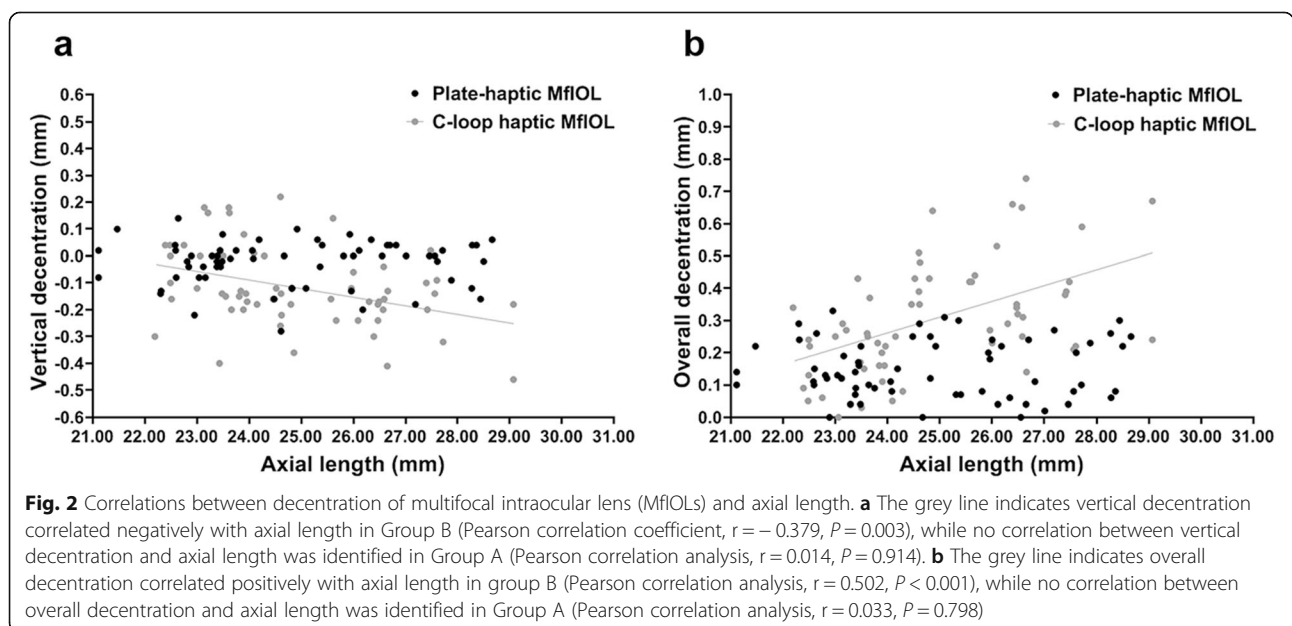 a
b
Plate-haptic MfIOL
C-loop haptic MfIOL
Vertical decentration (mm)
0.6
0.5
0.4
0.3
0.2
0.1
0.0
-0.1
-0.2
-0.3
-0.4
-0.5
-0.6
21.00 22.00 23.00 24.00 25.00 26.00 27.00 28.00 29.00 30.00 31.00
Axial length (mm)
Plate-haptic MfIOL
C-loop haptic MfIOL
Overall decentration (mm)
1.0
0.9
0.8
0.7
0.6
0.5
0.4
0.3
0.2
0.1
0.0
21.00 22.00 23.00 24.00 25.00 26.00 27.00 28.00 29.00 30.00 31.00
Axial length (mm)
Fig. 2 Correlations between decentration of multifocal intraocular lens (MfIOLs) and axial length. a The grey line indicates vertical decentration
correlated negatively with axial length in Group B (Pearson correlation coefficient, r = − 0.379, P = 0.003), while no correlation between vertical
decentration and axial length was identified in Group A (Pearson correlation analysis, r = 0.014, P = 0.914). b The grey line indicates overall
decentration correlated positively with axial length in group B (Pearson correlation analysis, r = 0.502, P < 0.001), while no correlation between
overall decentration and axial length was identified in Group A (Pearson correlation analysis, r = 0.033, P = 0.798)